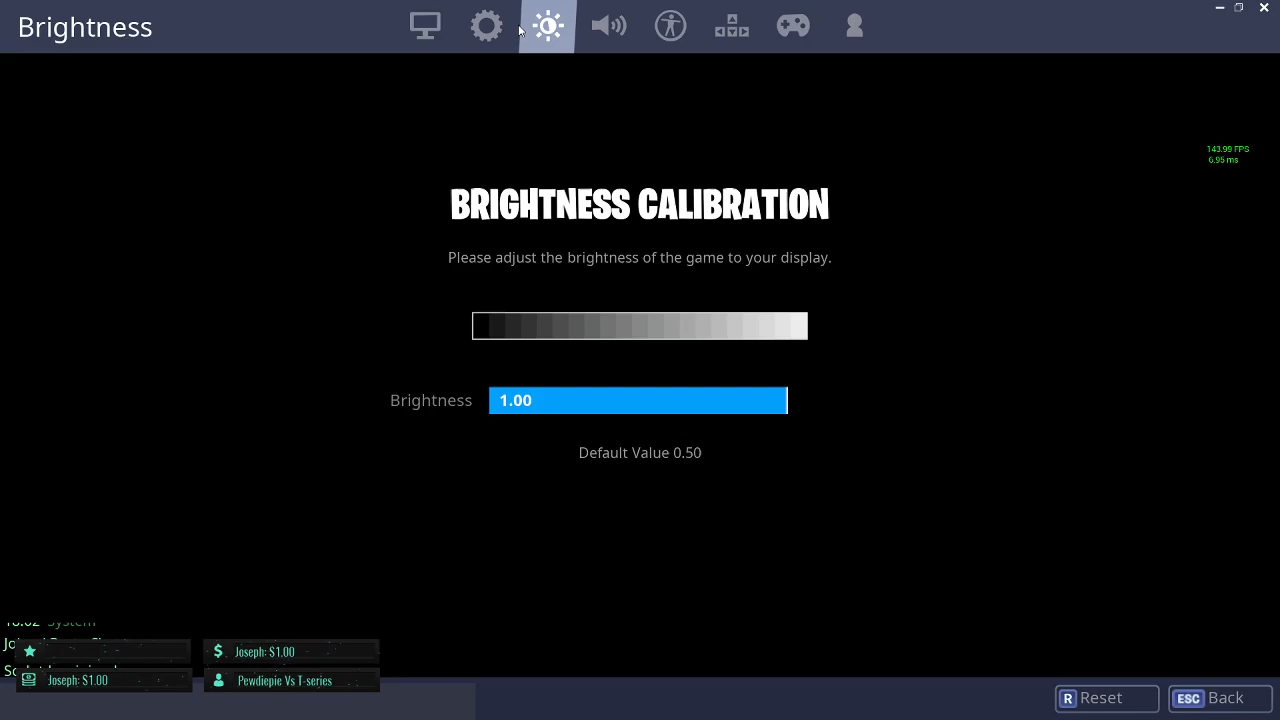 Brightness
143.99 FPS
6.95 ms
BRIGHTNESS CALIBRATION
Please adjust the brightness of the game to your display.
Brightness 1.00
Default Value 0.50
System
Joseph: $1.00
Joseph: $1.00
Pewdiepie Vs T-series
R Reset
ESC Back